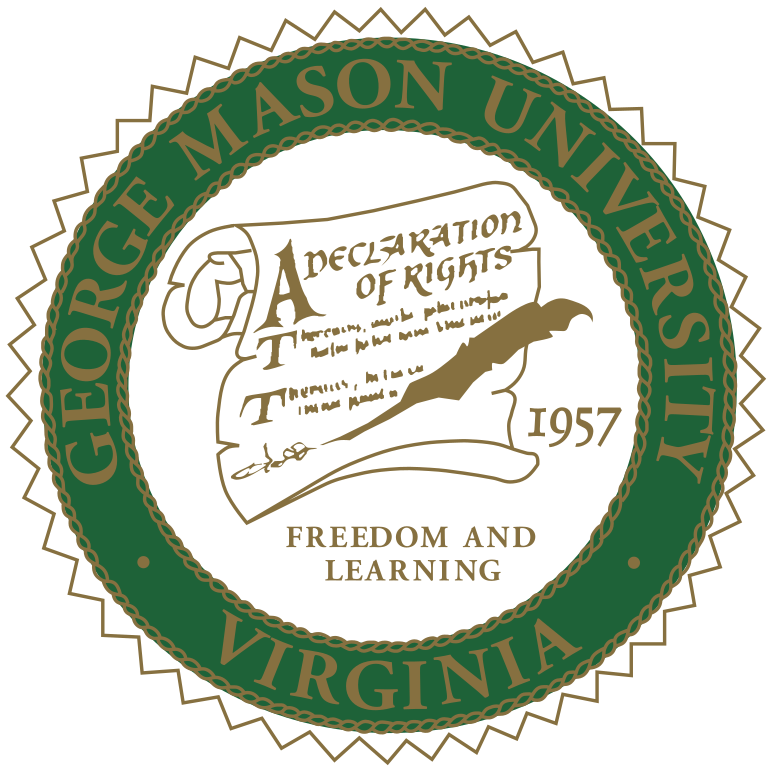 GEORGE MASON UNIVERSITY
A DECLARATION
OF RIGHTS
1957
FREEDOM AND
LEARNING
VIRGINIA